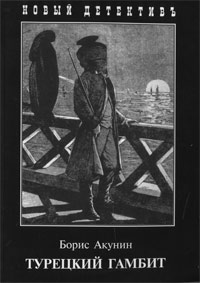 НОВЫЙ ДЕТЕКТИВЪ
Борис Акунин
ТУРЕЦКИЙ ГАМБИТ